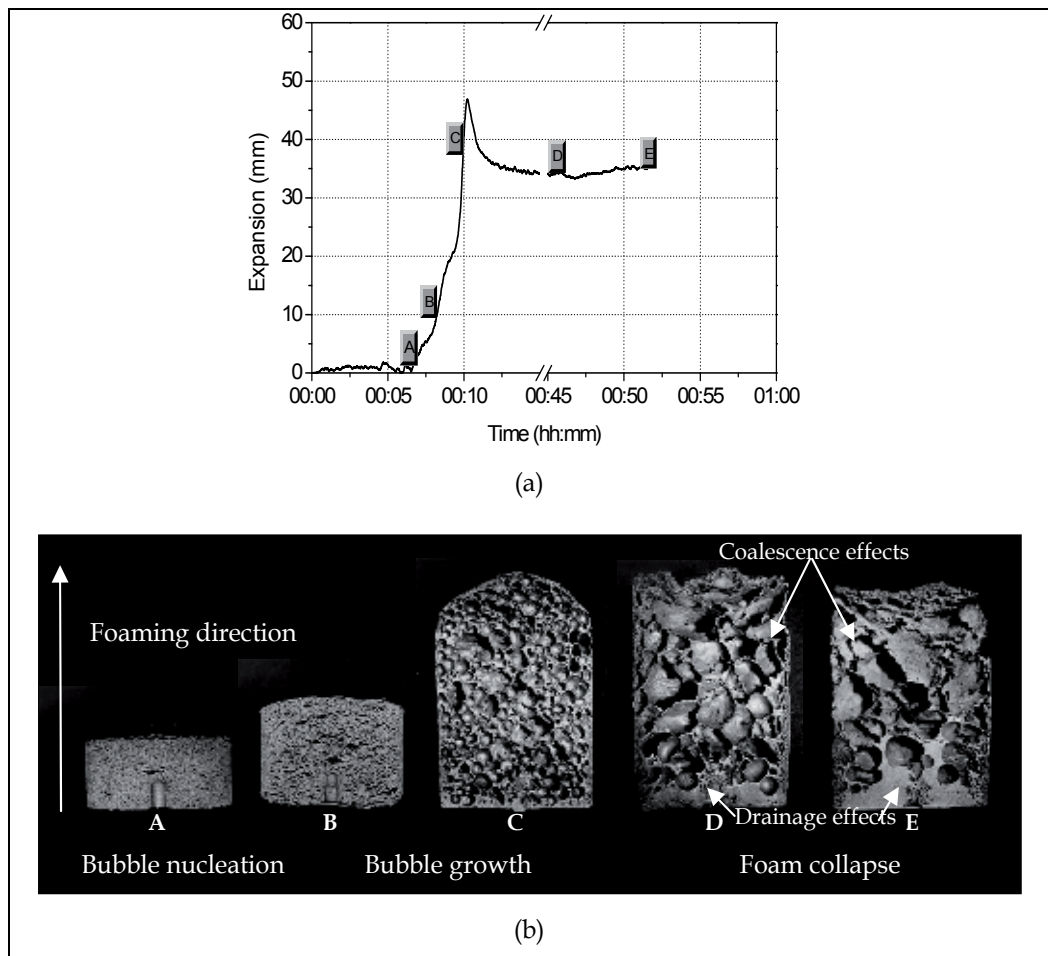 60
50
40
30
20
10
0
Expansion (mm)
C
D
E
B
A
00:00 00:05 00:10 00:45 00:50 00:55 01:00
Time (hh:mm)
(a)
Coalescence effects
Foaming direction
Drainage effects
A B C D E
Bubble nucleation Bubble growth Foam collapse
(b)